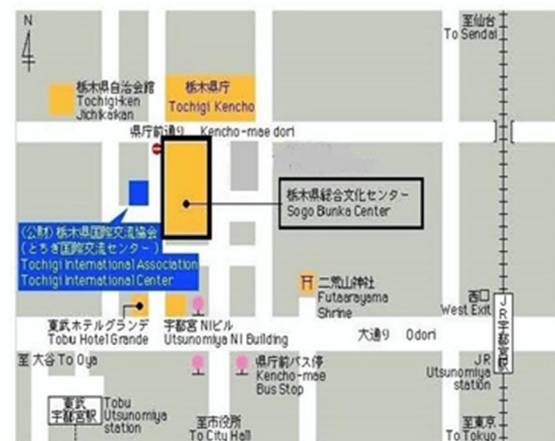 N
至仙台
To Sendai
栃木県自治会館
Tochigi-ken
Jichikaikan
栃木県庁
Tochigi Kencho
県庁前通り Kencho-mae dori
栃木県総合文化センター
Sogo Bunka Center
(公財)栃木県国際交流協会
(とちぎ国際交流センター)
Tochigi International Association
Tochigi International Center
二荒山神社
Futaarayama
Shrine
西口
West Exit
JR宇都宮駅
東武ホテルグランデ
Tobu Hotel Grande
宇都宮 NIビル
Utsunomiya NI Building
大通り Odori
至 大谷 To Oya
県庁前バス停
Kencho-mae
Bus Stop
JR
Utsunomiya
station
東武
宇都宮駅
Tobu
Utsunomiya
station
至市役所
To City Hall
至東京
To Tokyo